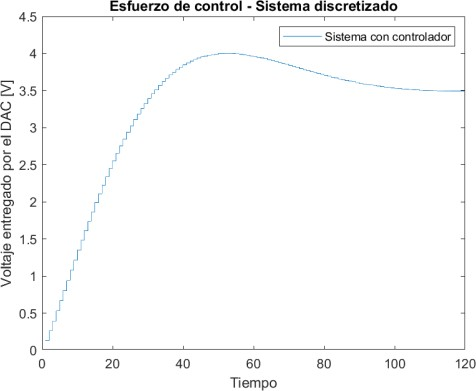 Esfuerzo de control - Sistema discretizado
Sistema con controlador
Voltaje entregado por el DAC [V]
4.5
4
3.5
3
2.5
2
1.5
1
0.5
0
0 20 40 60 80 100 120
Tiempo